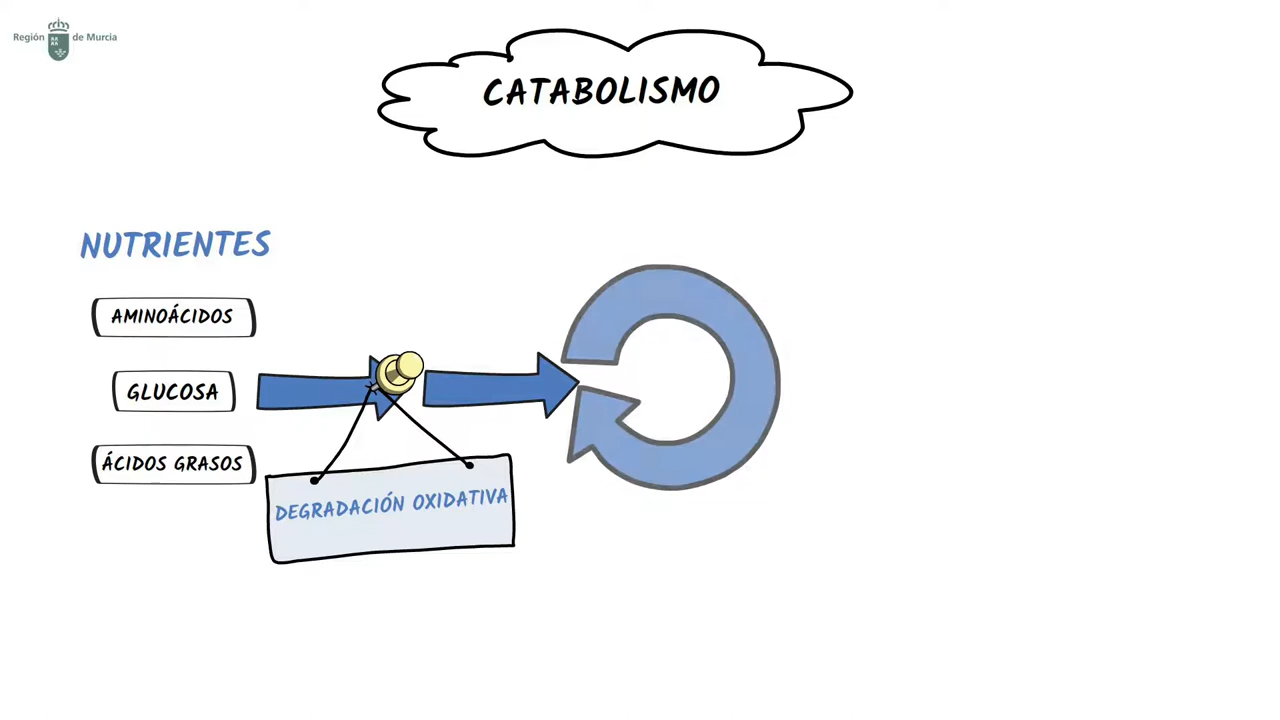 Región de Murcia
CATABOLISMO
NUTRIENTES
AMINOÁCIDOS
GLUCOSA
ÁCIDOS GRASOS
DEGRADACIÓN OXIDATIVA